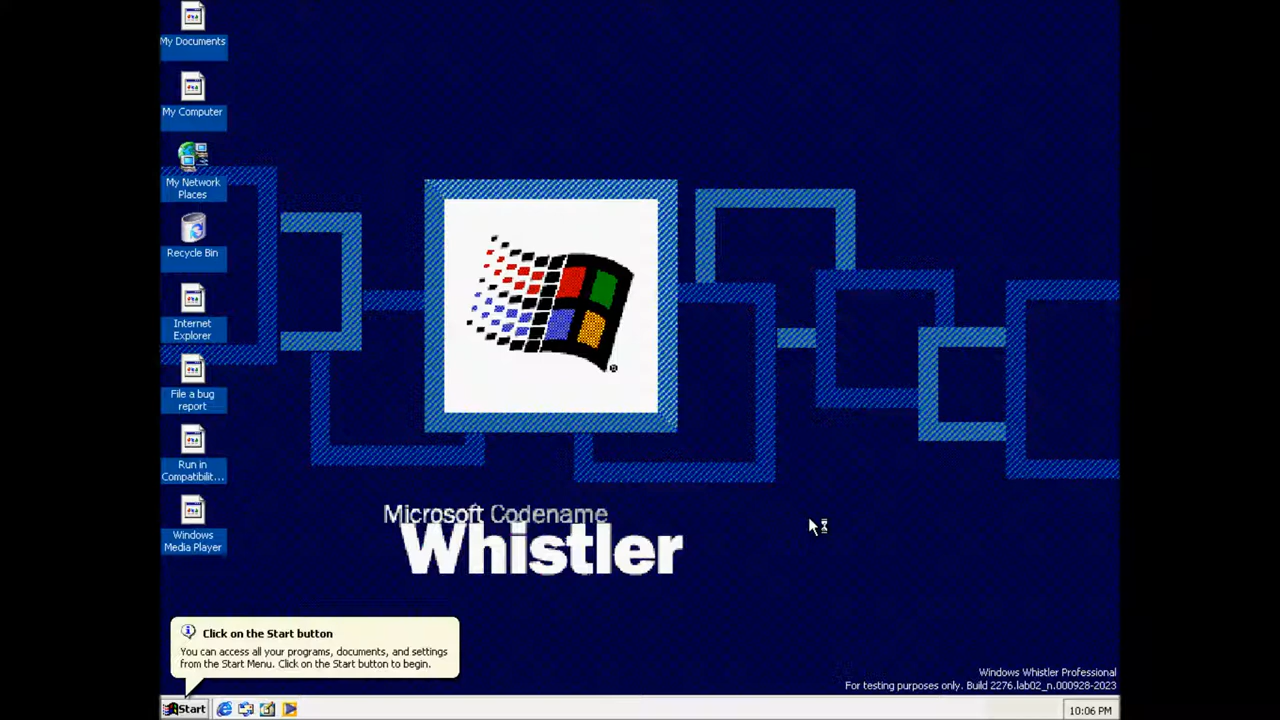 My Documents
My Computer
My Network
Places
Recycle Bin
Internet
Explorer
File a bug
report
Run in
Compatibilit...
Windows
Media Player
®
Microsoft Codename
Whistler
Click on the Start button
You can access all your programs, documents, and settings
from the Start Menu. Click on the Start button to begin.
Windows Whistler Professional
For testing purposes only. Build 2276.lab02_n.000928-2023
Start
10:06 PM